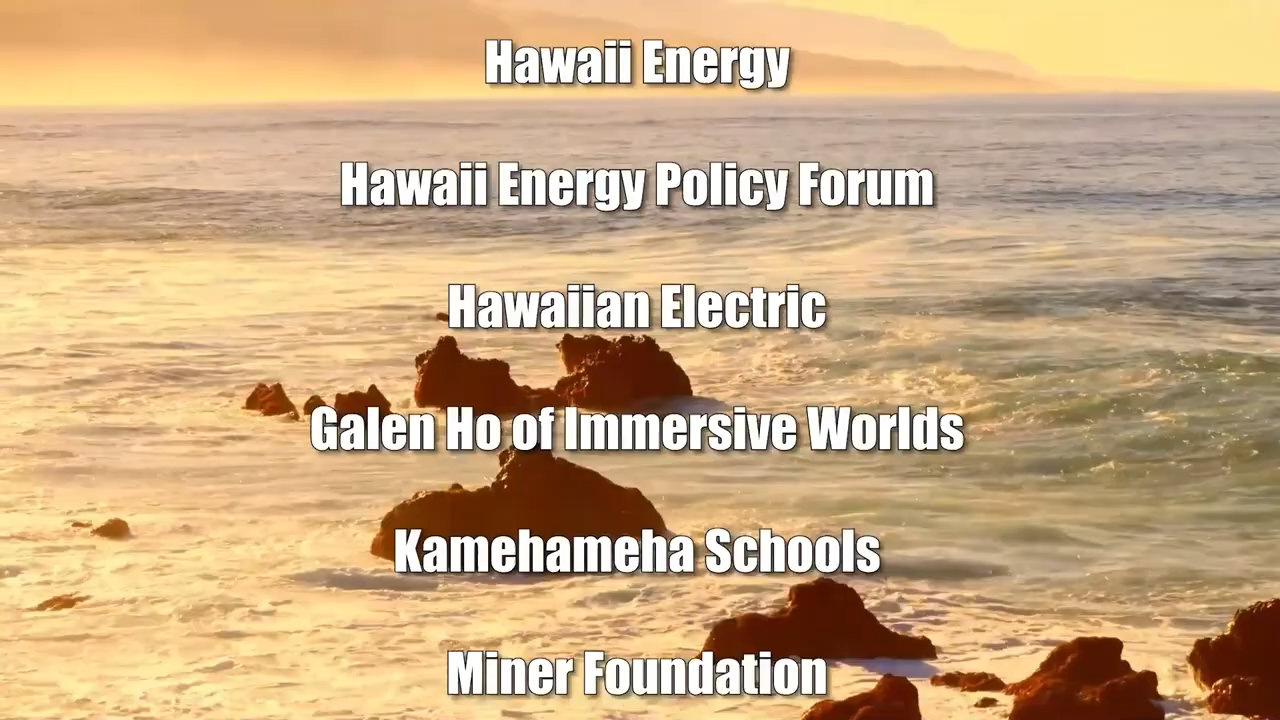 Hawaii Energy
Hawaii Energy Policy Forum
Hawaiian Electric
Galen Ho of Immersive Worlds
Kamehameha Schools
Miner Foundation